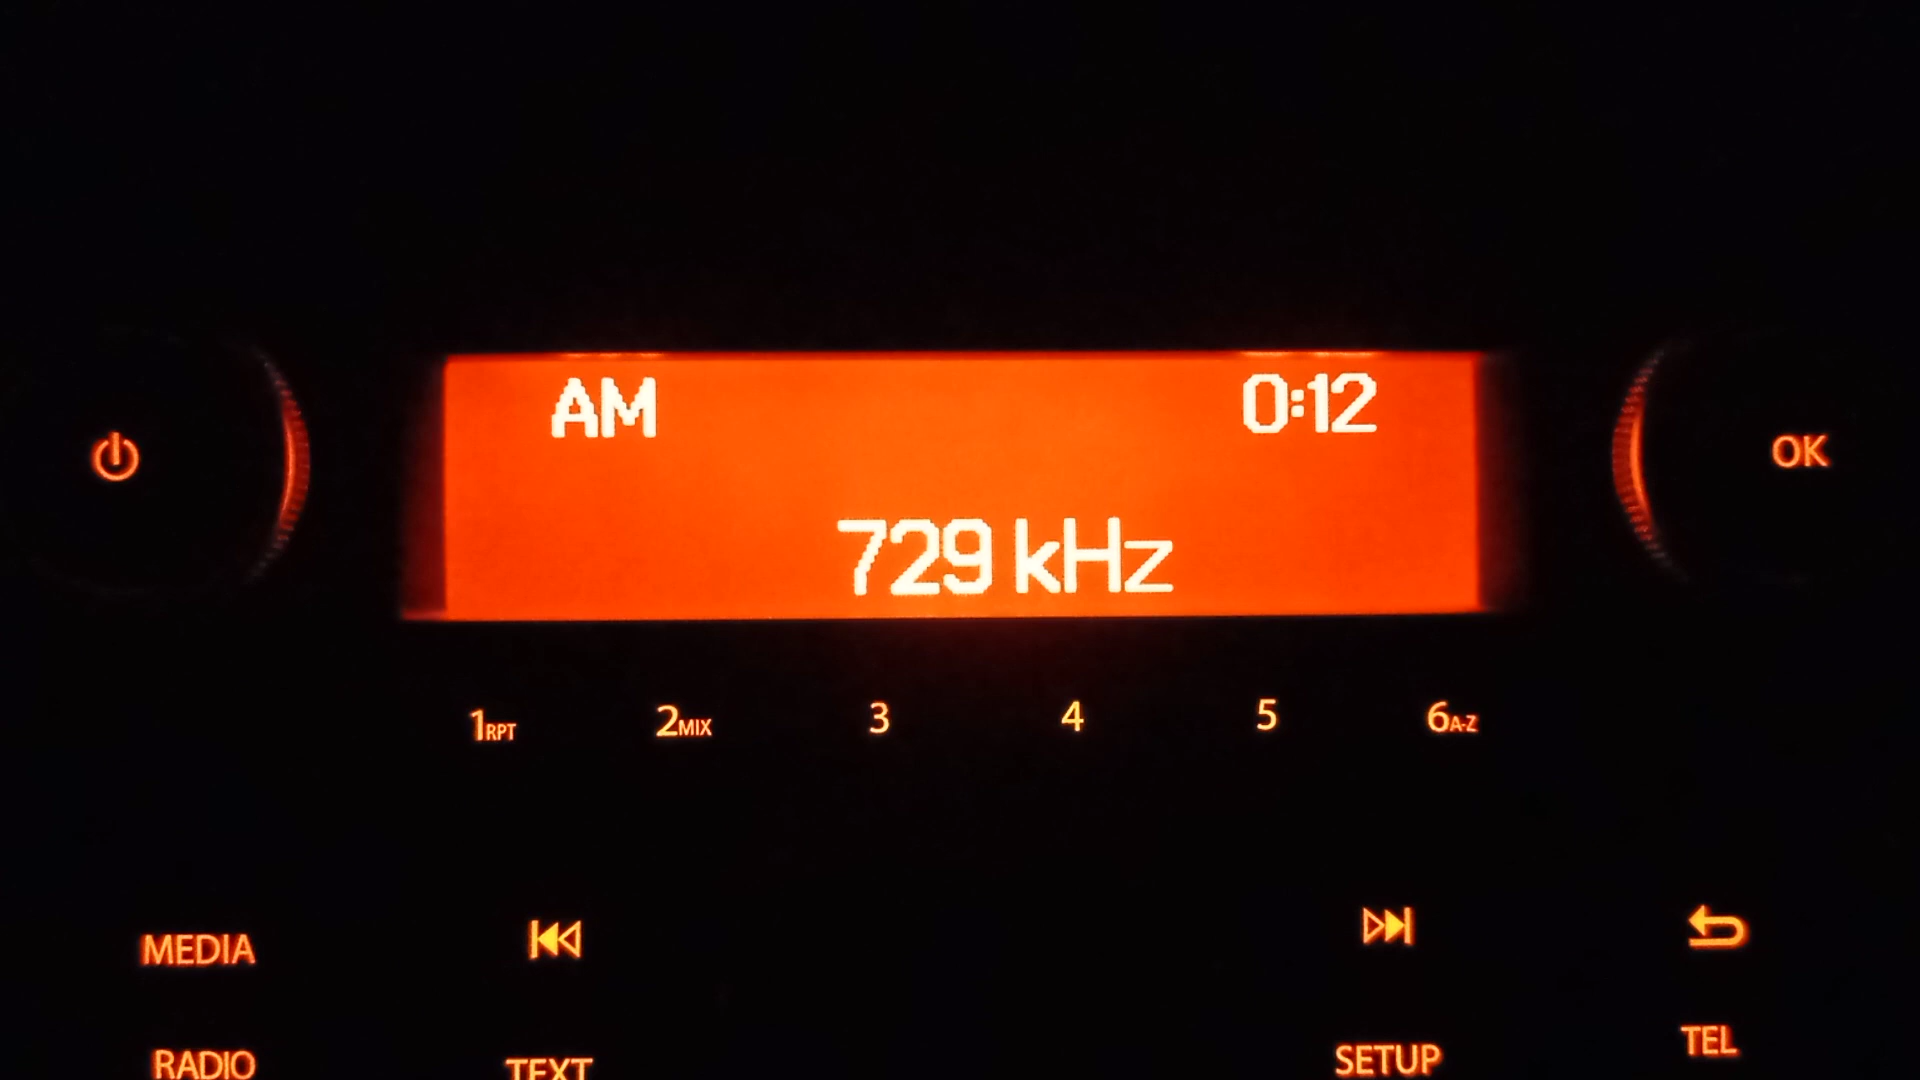 AM 0:12
729 kHz
OK
1RPT 2MIX 3 4 5 6A-Z
MEDIA
RADIO TEXT SETUP TEL